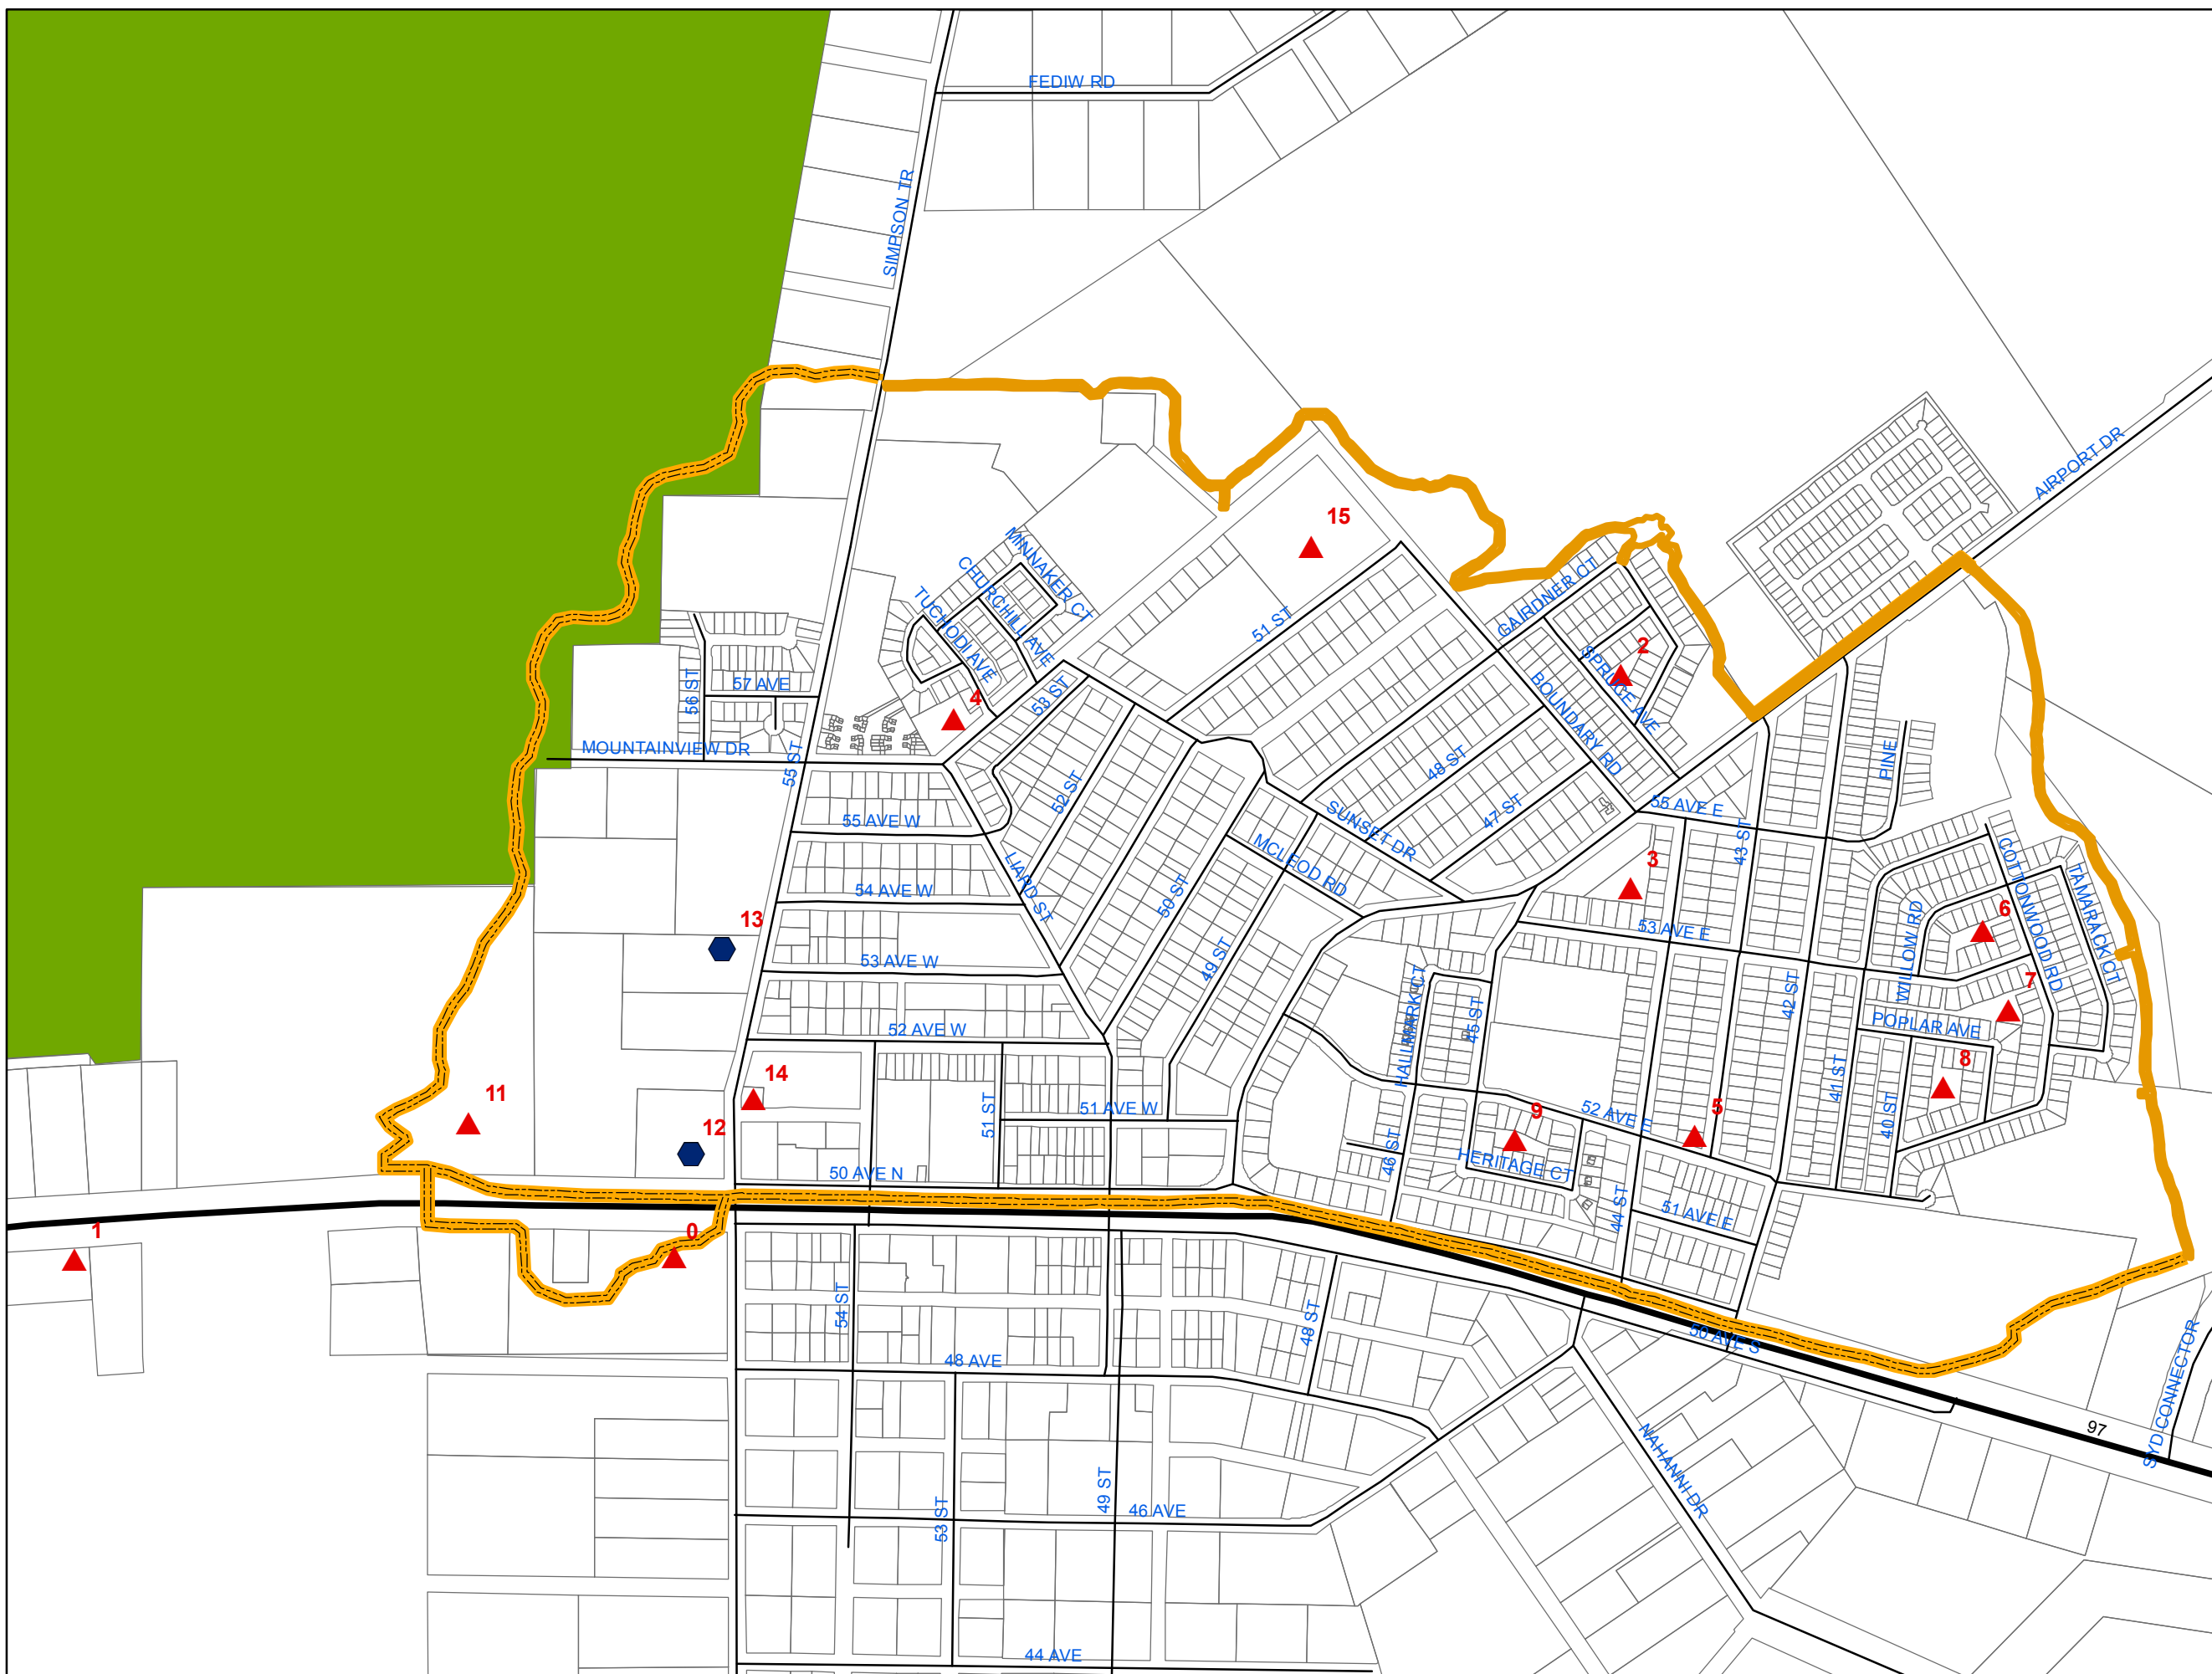 FEDIW RD
SIMPSON TR
AIRPORT DR
15
MINNAKER CT
CHURCHILL AVE
TUCHODI AVE
GAIRDNER CT
51 ST
2
SPRUCE AVE
56 ST
57 AVE
4
53 ST
BOUNDARY RD
MOUNTAINVIEW DR
55 ST
52 ST
48 ST
PINE
55 AVE W
SUNSET DR
47 ST
55 AVE E
43 ST
LIARD ST
MCLEOD RD
3
COTTONWOOD RD
TAMARACK CT
54 AVE W
50 ST
6
13
53 AVE W
49 ST
53 AVE E
WILLOW RD
42 ST
7
HALLMARK CT
45 ST
52 AVE W
POPLAR AVE
8
11
14
51 ST
51 AVE W
9
52 AVE E
5
41 ST
40 ST
12
50 AVE N
46 ST
HERITAGE CT
44 ST
51 AVE E
1
0
54 ST
48 ST
48 AVE
50 AVE S
SYD CONNECTOR
97
NAHANNI DR
53 ST
49 ST
46 AVE
44 AVE